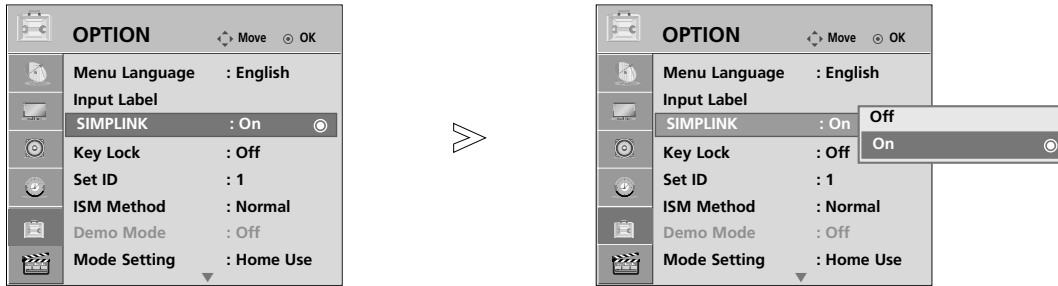 OPTION Move OK
Menu Language : English
Input Label
SIMPLINK : On
Key Lock : Off
Set ID : 1
ISM Method : Normal
Demo Mode : Off
Mode Setting : Home Use
OPTION Move OK
Menu Language : English
Input Label
SIMPLINK : On
Key Lock : Off
Set ID : 1
ISM Method : Normal
Demo Mode : Off
Mode Setting : Home Use
Off
On